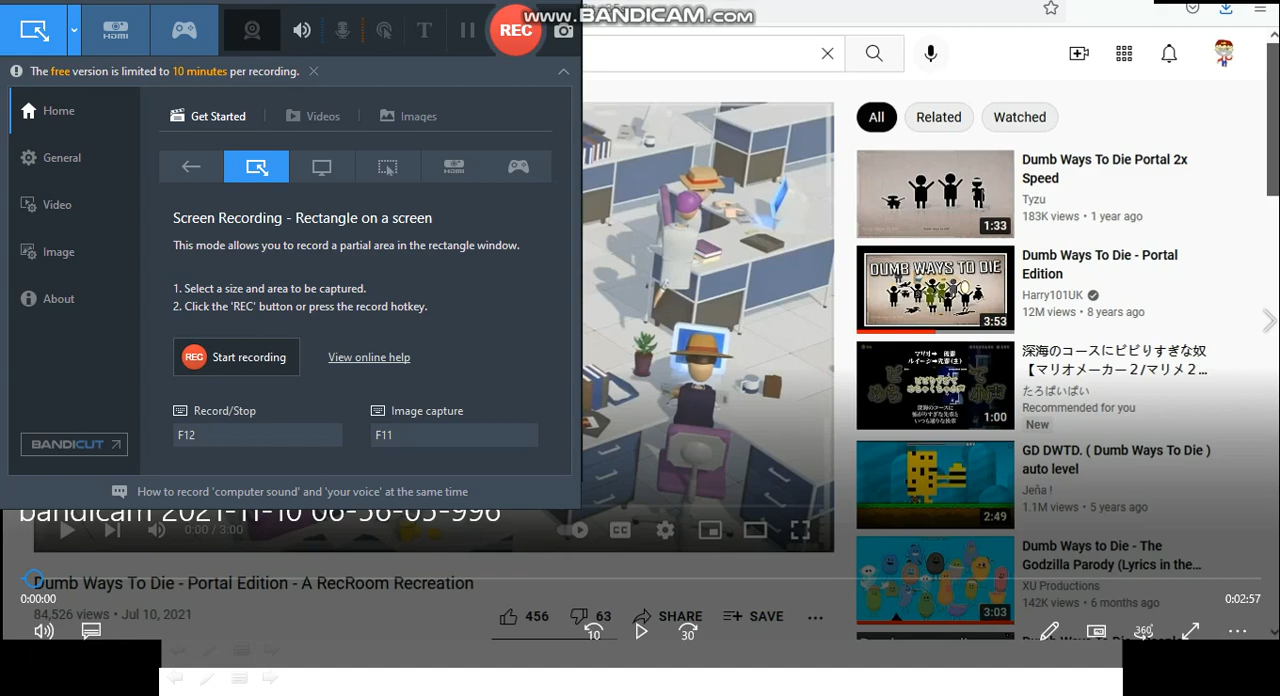 www.BANDICAM.com
HDMI
T
REC
The free version is limited to 10 minutes per recording.
Home
General
Video
Image
About
BANDICUT
Get Started
Videos
Images
HDMI
Screen Recording - Rectangle on a screen
This mode allows you to record a partial area in the rectangle window.
1. Select a size and area to be captured.
2. Click the 'REC' button or press the record hotkey.
REC Start recording
View online help
Record/Stop
Image capture
F12
F11
How to record 'computer sound' and 'your voice' at the same time
bandicam 2021-11-10 06-56-05-996
0:00 / 3:00
CC
Dumb Ways To Die - Portal Edition - A RecRoom Recreation
0:00:00
84,526 views • Jul 10, 2021
456
63
SHARE
SAVE
10
30
All
Related
Watched
Dumb Ways To Die Portal 2x
Speed
Tyzu
183K views • 1 year ago
1:33
DUMB WAYS TO DIE
Dumb Ways To Die - Portal
Edition
Harry101UK
12M views • 8 years ago
3:53
深海のコースにビビりすぎな奴
【マリオメーカー２/マリメ２...
たろぱいぱい
Recommended for you
New
1:00
GD DWTD. ( Dumb Ways To Die )
auto level
Jeña !
1.1M views • 5 years ago
2:49
Dumb Ways to Die - The
Godzilla Parody (Lyrics in the...
XU Productions
142K views • 6 months ago
3:03
0:02:57
360°